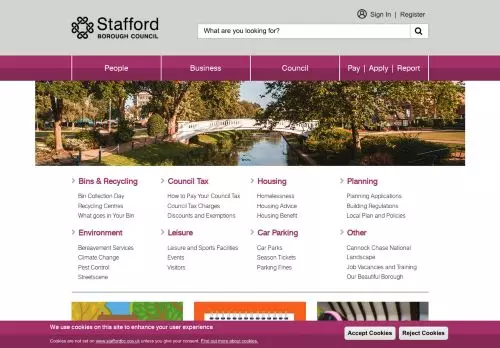 Sign In | Register
Stafford
BOROUGH COUNCIL
What are you looking for?
People
Business
Council
Pay | Apply | Report
Bins & Recycling
Bin Collection Day
Recycling Centres
What goes in Your Bin
Council Tax
How to Pay Your Council Tax
Council Tax Charges
Discounts and Exemptions
Housing
Homelessness
Housing Advice
Housing Benefit
Planning
Planning Applications
Building Regulations
Local Plan and Policies
Environment
Bereavement Services
Climate Change
Pest Control
Streetscene
Leisure
Leisure and Sports Facilities
Events
Visitors
Car Parking
Car Parks
Season Tickets
Parking Fines
Other
Cannock Chase National
Landscape
Job Vacancies and Training
Our Beautiful Borough
We use cookies on this site to enhance your user experience
Cookies are not set on www.staffordbc.gov.uk unless you give your consent. Find out more about cookies.
Accept Cookies
Reject Cookies